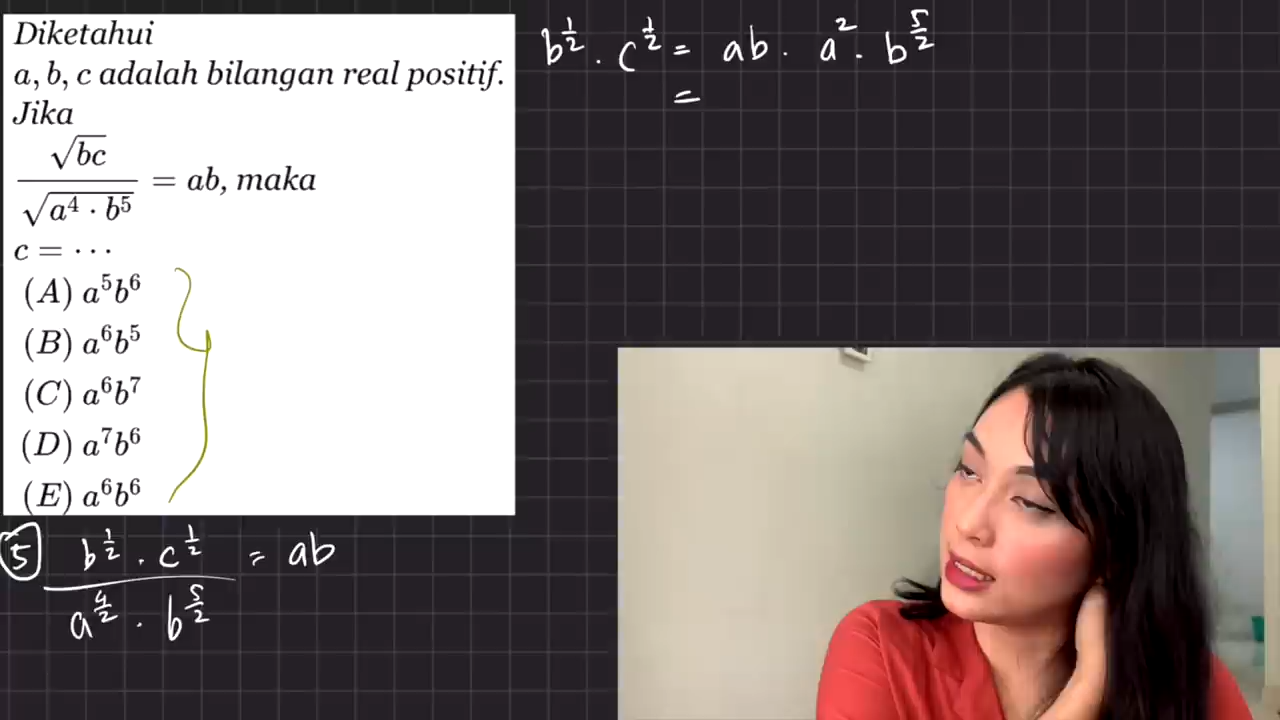 Diketahui
a, b, c adalah bilangan real positif.
Jika
√(bc) / √(a⁴ · b⁵) = ab, maka
c = ⋯
(A) a⁵b⁶
(B) a⁶b⁵
(C) a⁶b⁷
(D) a⁷b⁶
(E) a⁶b⁶
5 (b^(1/2) · c^(1/2)) / (a^(4/2) · b^(5/2)) = ab
b^(1/2) · c^(1/2) = ab · a² · b^(5/2)
=